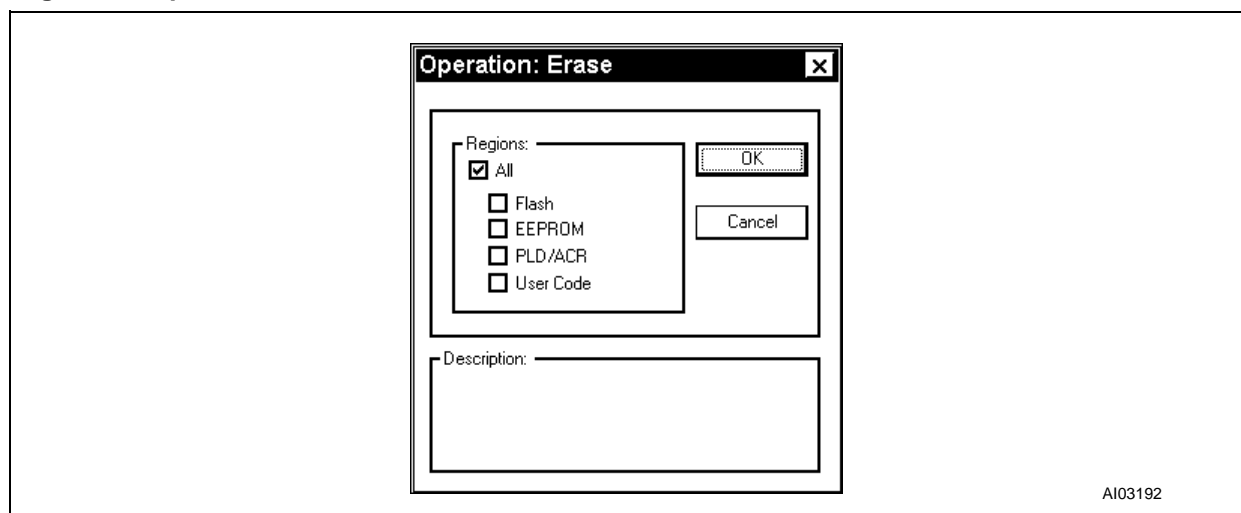 Operation: Erase
Regions:
All
OK
Flash
EEPROM
Cancel
PLD/ACR
User Code
Description:
AI03192